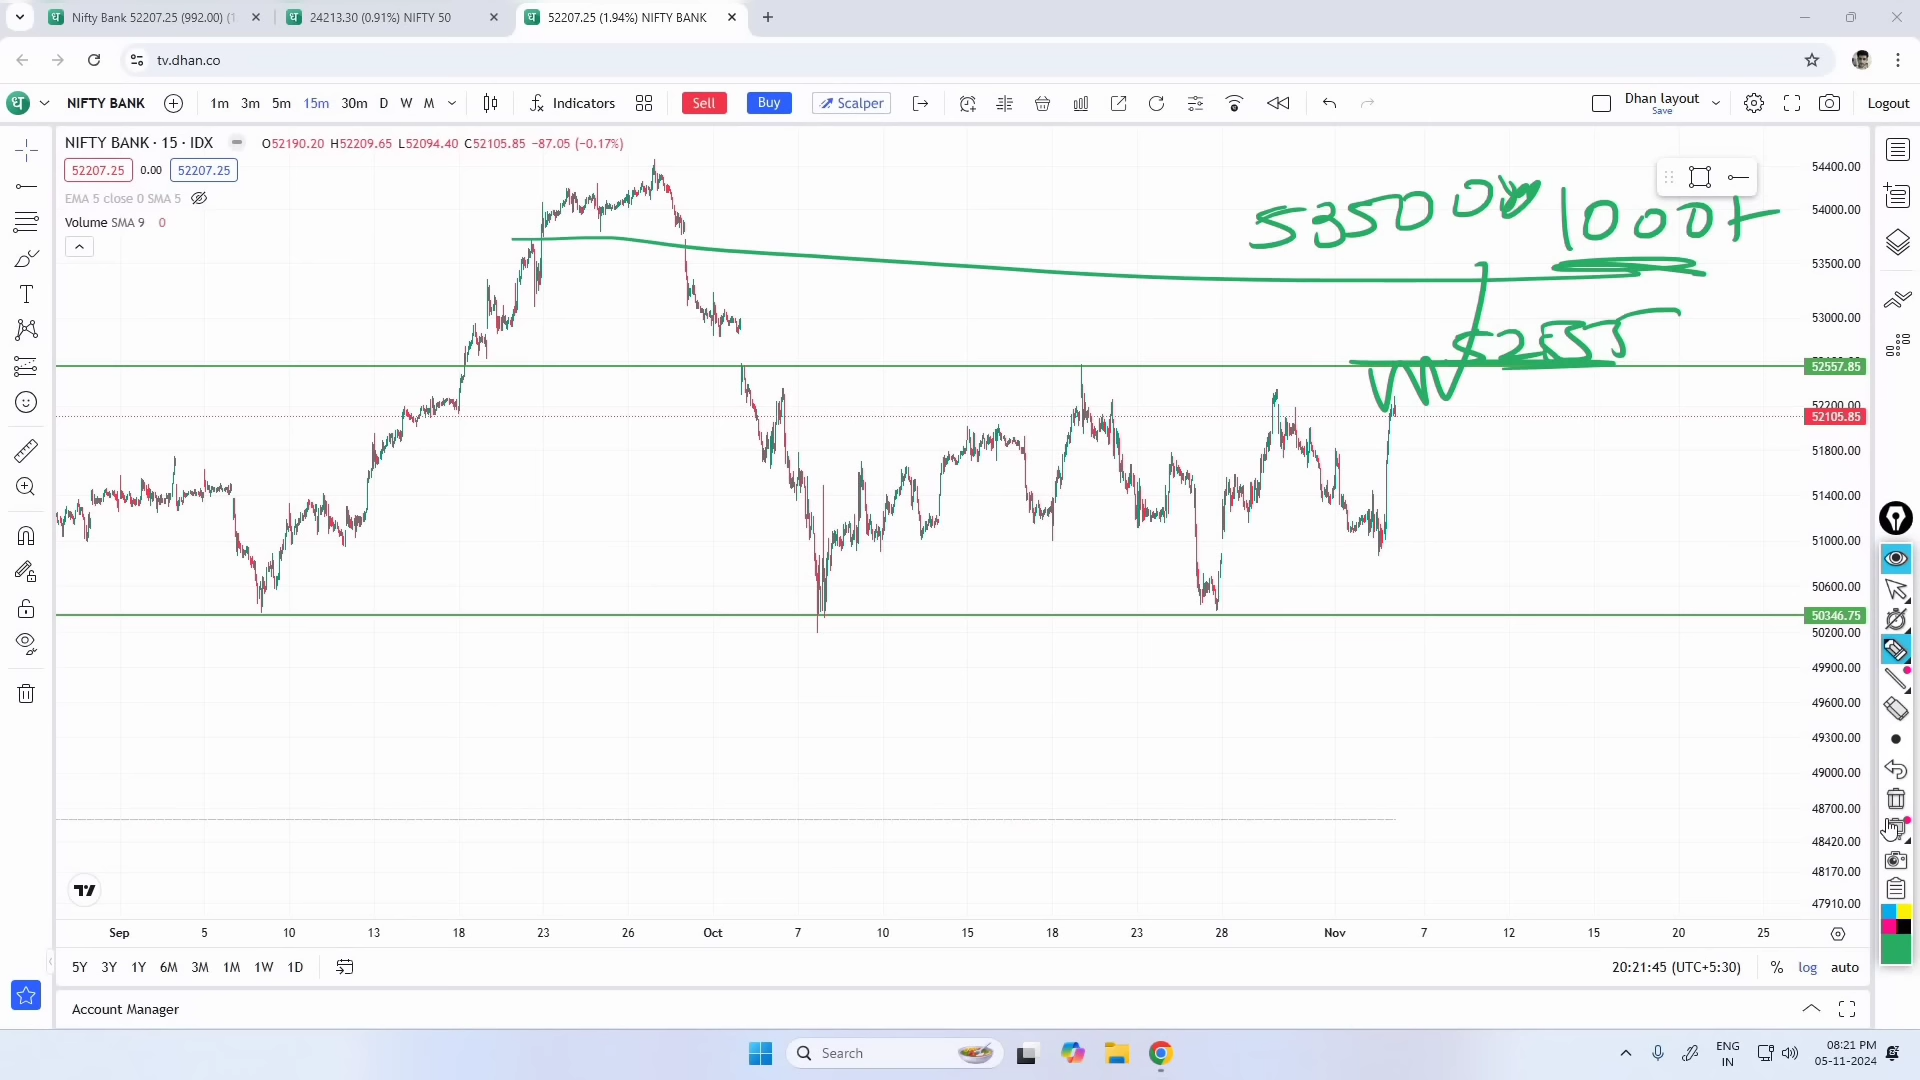 Nifty Bank 52207.25 (992.00) (1
24213.30 (0.91%) NIFTY 50
52207.25 (1.94%) NIFTY BANK
tv.dhan.co
NIFTY BANK 1m 3m 5m 15m 30m D W M Indicators Sell Buy Scalper Dhan layout Save Logout
NIFTY BANK · 15 · IDX O52190.20 H52209.65 L52094.40 C52105.85 −87.05 (−0.17%)
52207.25 0.00 52207.25
EMA 5 close 0 SMA 5
Volume SMA 9 0
53500
1000+
54400.00
54000.00
53500.00
53000.00
52557.85
52200.00
52105.85
51800.00
51400.00
51000.00
50600.00
50346.75
50200.00
49900.00
49600.00
49300.00
49000.00
48700.00
48420.00
48170.00
47910.00
Sep 5 10 13 18 23 26 Oct 7 10 15 18 23 28 Nov 7 12 15 20 25
5Y 3Y 1Y 6M 3M 1M 1W 1D 20:21:45 (UTC+5:30) % log auto
Account Manager
Search
ENG
IN
08:21 PM
05-11-2024